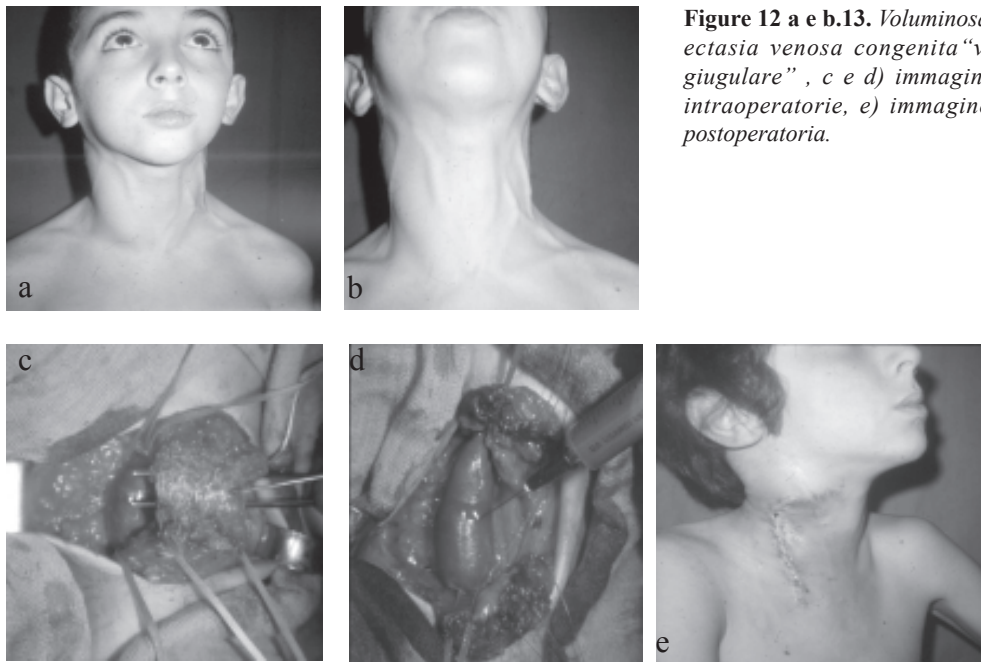 Figure 12 a e b.13. Voluminosa
ectasia venosa congenita “v
giugulare” , c e d) immagin
intraoperatorie, e) immagine
postoperatoria.
a
b
c
d
e